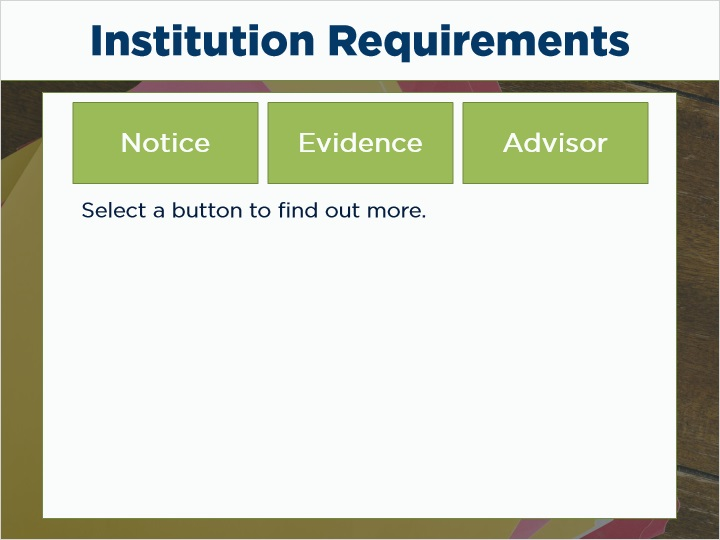 Institution Requirements
Notice
Evidence
Advisor
Select a button to find out more.